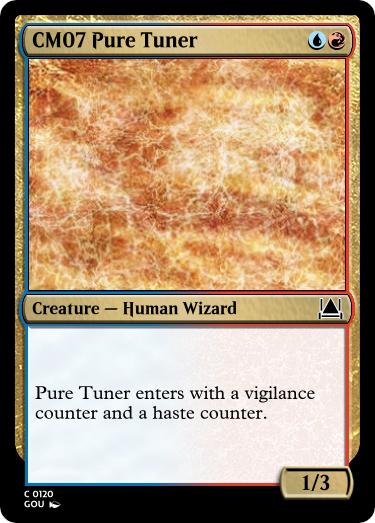 CM07 Pure Tuner
Creature — Human Wizard
Pure Tuner enters with a vigilance
counter and a haste counter.
1/3
C 0120
GOU